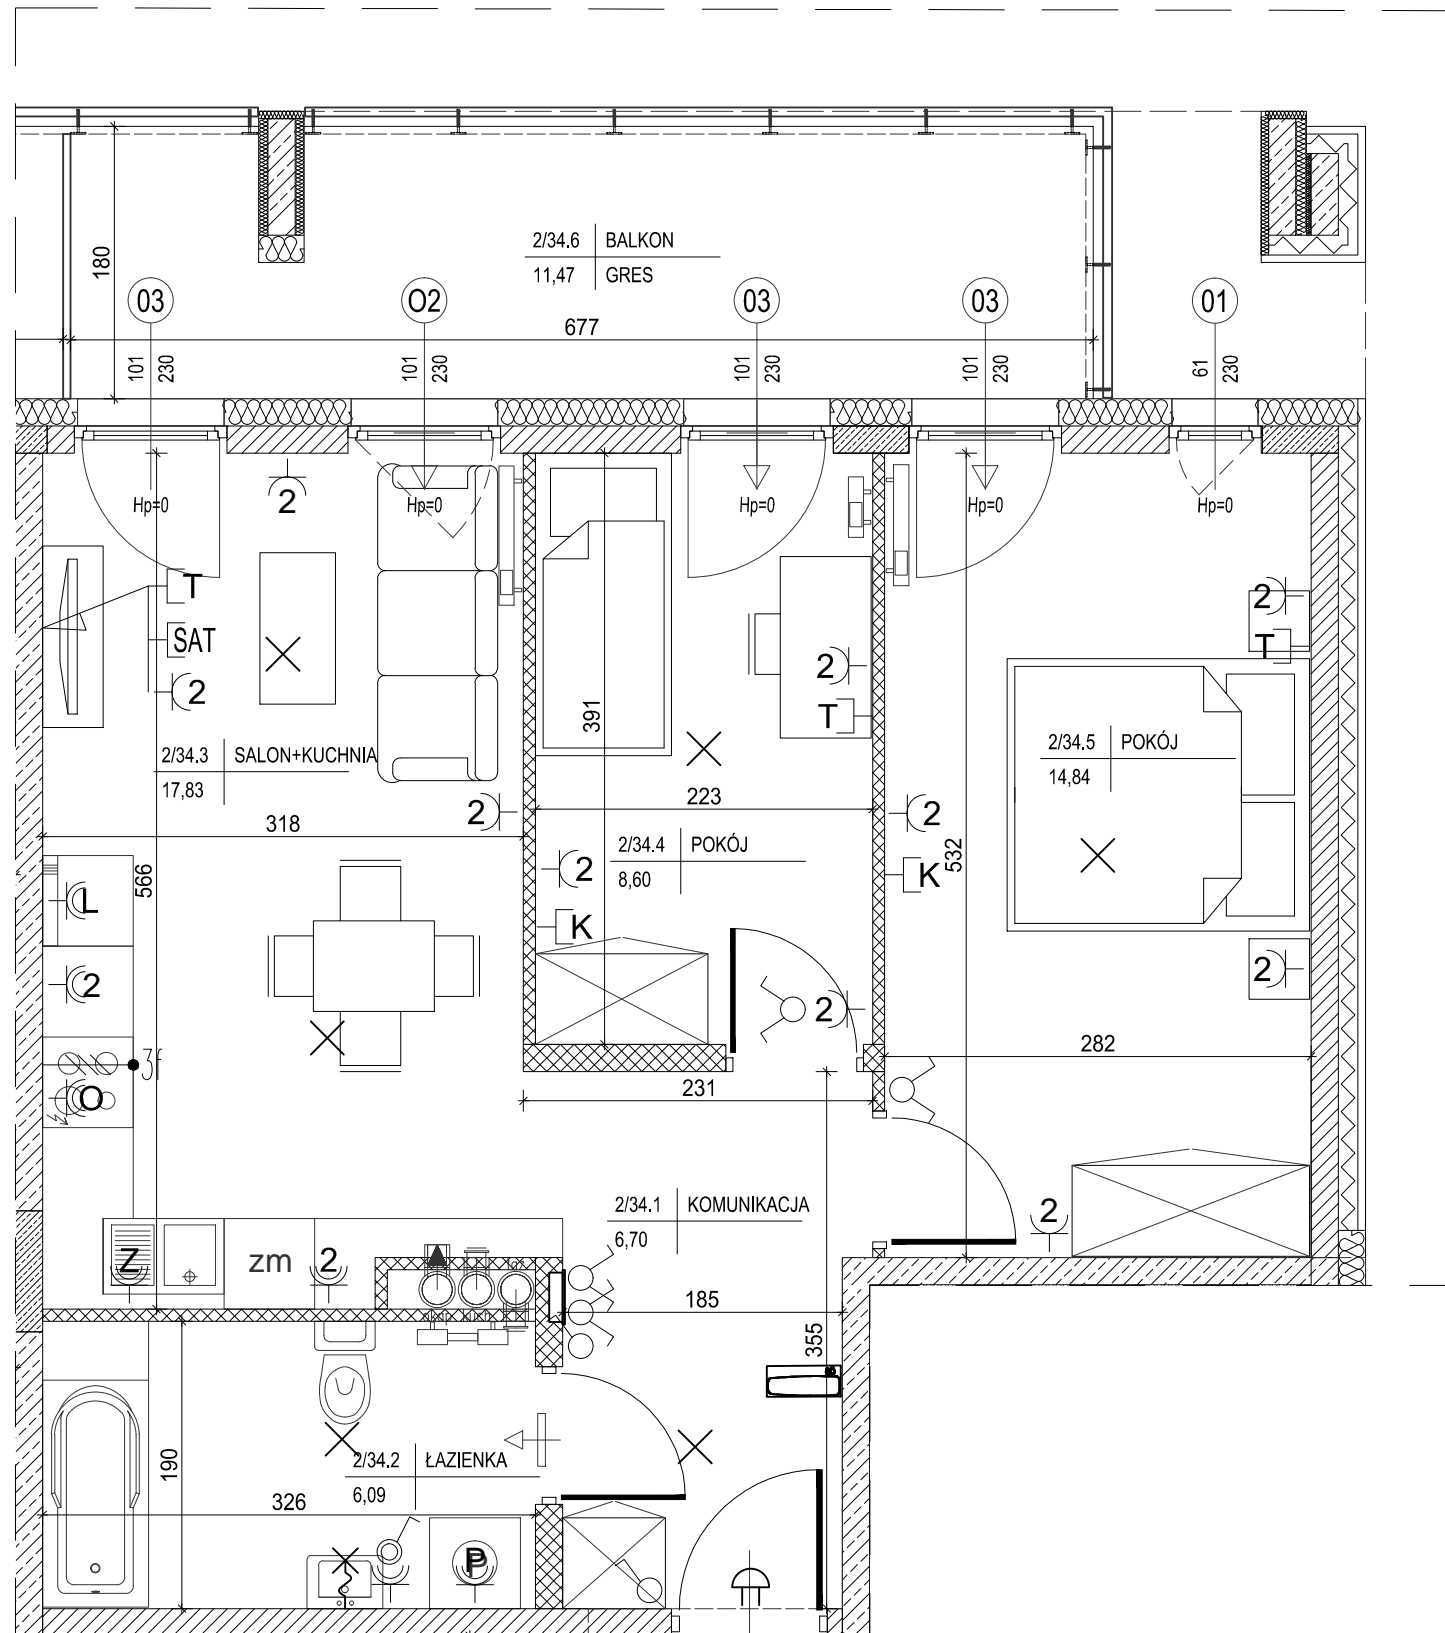 2/34.6 BALKON
11,47 GRES
180
03
O2
03
03
01
677
101 230
101 230
101 230
101 230
61 230
Hp=0
Hp=0
Hp=0
Hp=0
Hp=0
2
T
SAT
2
2
T
2
T
391
2/34.3 SALON+KUCHNIA
17,83
2/34.5 POKÓJ
14,84
223
318
2
2
532
2/34.4 POKÓJ
8,60
2
K
K
566
L
2
2
2
3f
O
282
231
2/34.1 KOMUNIKACJA
6,70
2
Z
zm
2
185
355
190
2/34.2 ŁAZIENKA
6,09
326
P